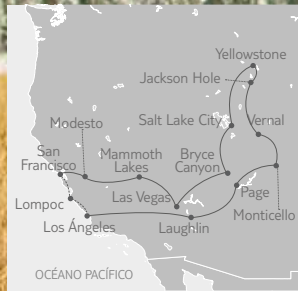 Yellowstone
Jackson Hole
Salt Lake City
Vernal
Modesto
San
Francisco
Mammoth
Lakes
Bryce
Canyon
Las Vegas
Page
Monticello
Lompoc
Los Ángeles
Laughlin
OCÉANO PACÍFICO